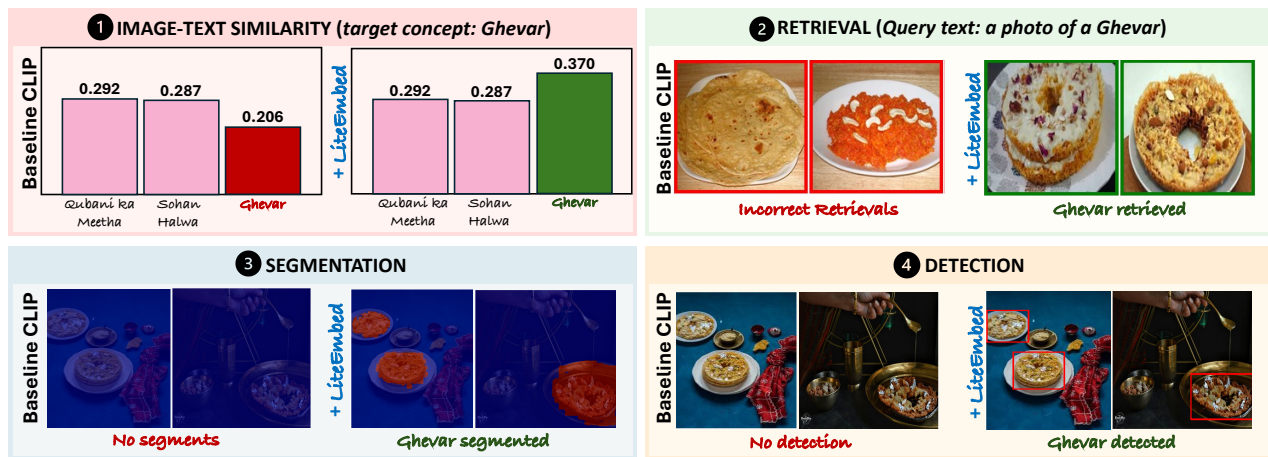 1 IMAGE-TEXT SIMILARITY (target concept: Ghevar)
Baseline CLIP
0.292
0.287
0.206
Qubani ka
Meetha
Sohan
Halwa
Ghevar
+ LiteEmbed
0.292
0.287
0.370
Qubani ka
Meetha
Sohan
Halwa
Ghevar
2 RETRIEVAL (Query text: a photo of a Ghevar)
Baseline CLIP
Incorrect Retrievals
+ LiteEmbed
Ghevar retrieved
3 SEGMENTATION
Baseline CLIP
No segments
+ LiteEmbed
Ghevar segmented
4 DETECTION
Baseline CLIP
No detection
+ LiteEmbed
Ghevar detected